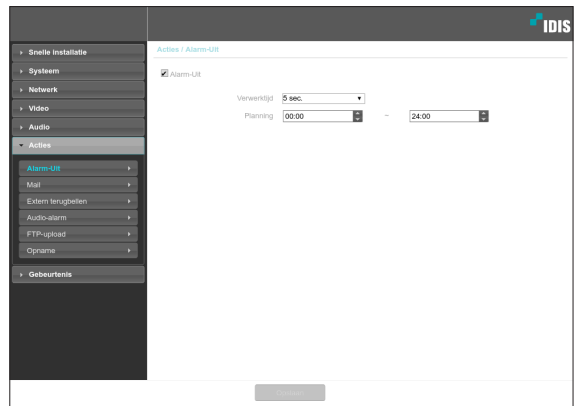 IDIS
Snelle installatie
Systeem
Netwerk
Video
Audio
Acties
Alarm-Uit
Mail
Extern terugbellen
Audio-alarm
FTP-upload
Opname
Gebeurtenis
Acties / Alarm-Uit
Alarm-Uit
Verwerktijd 5 sec.
Planning 00:00 ~ 24:00